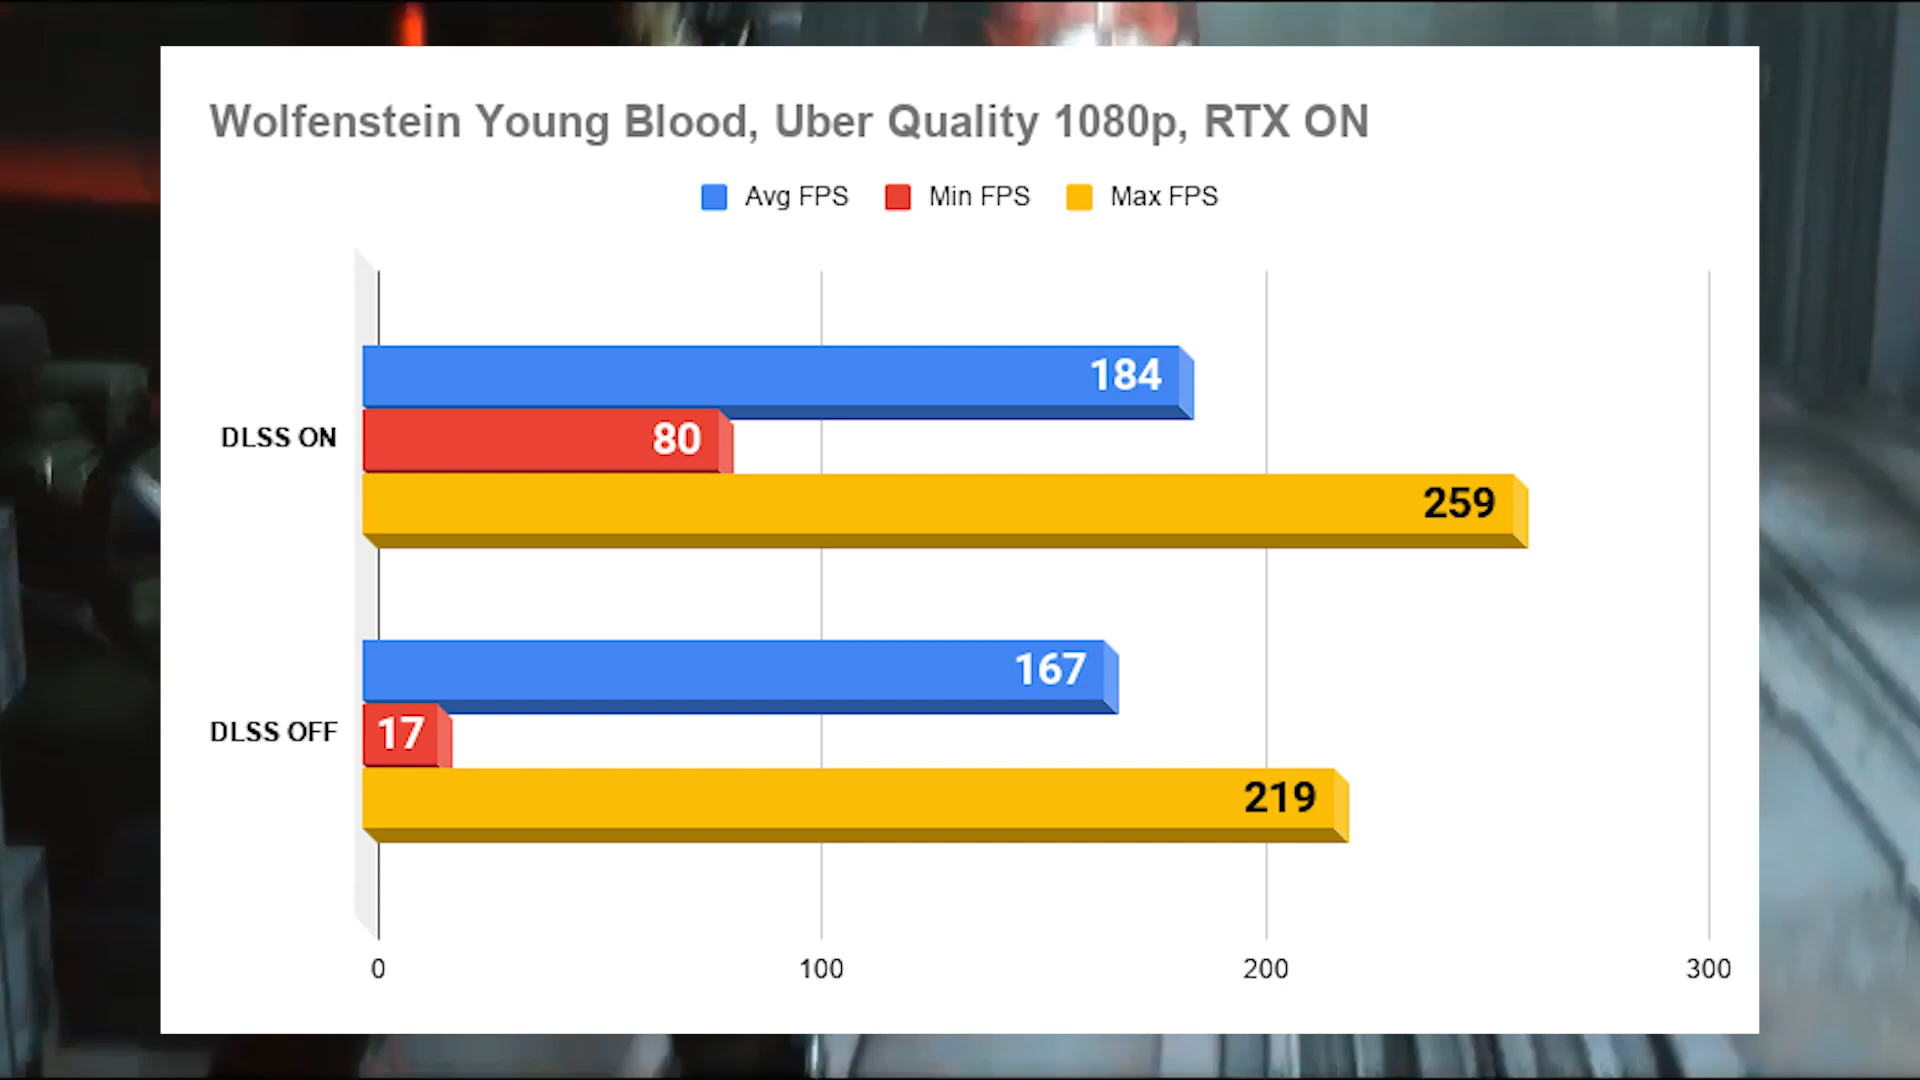 Wolfenstein Young Blood, Uber Quality 1080p, RTX ON
Avg FPS Min FPS Max FPS
184
DLSS ON
80
259
167
DLSS OFF
17
219
0 100 200 300